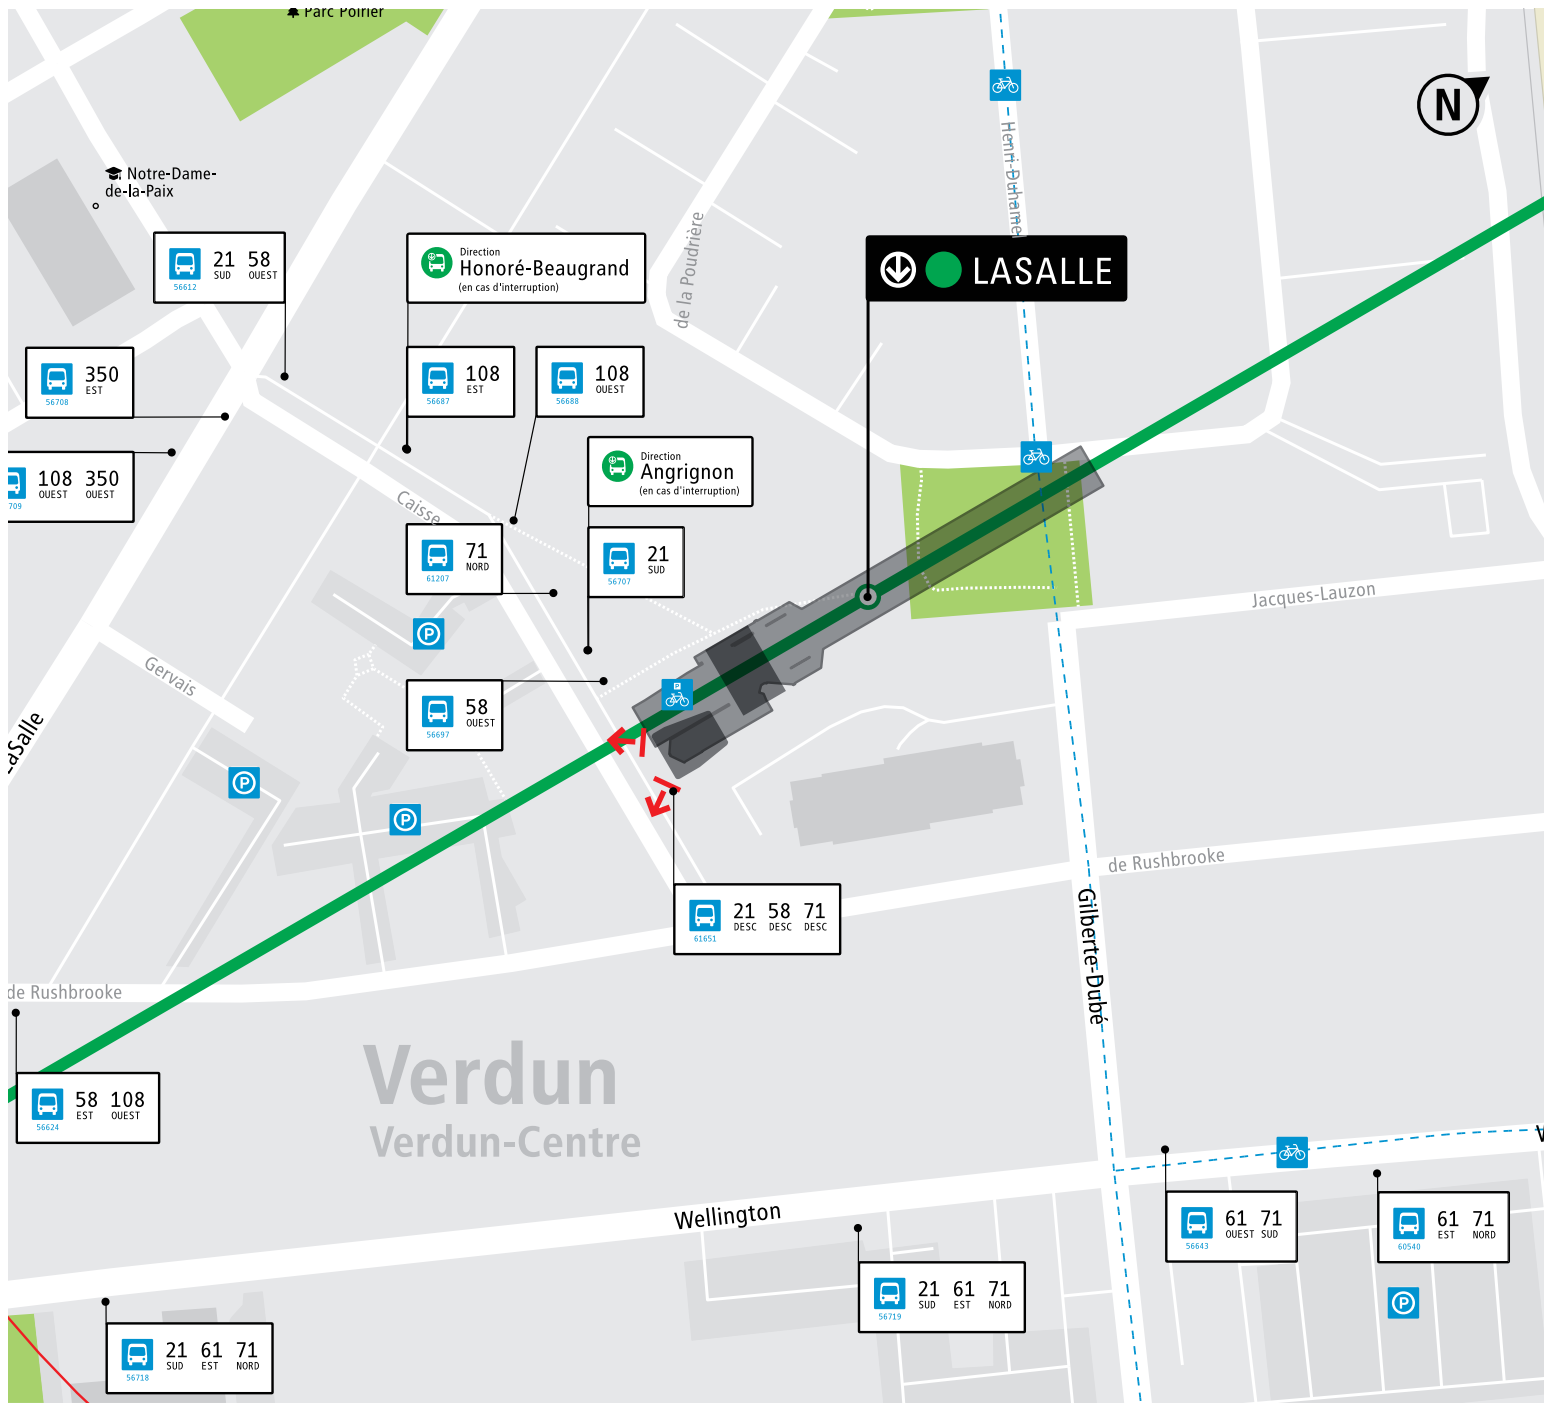 Parc Poirier
N
Henri-Duhamel
Notre-Dame-
de-la-Paix
de la Poudrière
21 58
SUD OUEST
56612
Direction
Honoré-Beaugrand
(en cas d'interruption)
LASALLE
350
EST
56708
108
EST
56687
108
OUEST
56688
Direction
Angrignon
(en cas d'interruption)
108 350
OUEST OUEST
709
Caisse
71
NORD
61207
21
SUD
56707
Jacques-Lauzon
Gervais
58
OUEST
56697
P
LaSalle
P
P
de Rushbrooke
21 58 71
DESC DESC DESC
61651
Gilberte-Dubé
de Rushbrooke
Verdun
Verdun-Centre
58 108
EST OUEST
56624
W
Wellington
61 71
OUEST SUD
56643
61 71
EST NORD
60540
21 61 71
SUD EST NORD
56719
P
21 61 71
SUD EST NORD
56718